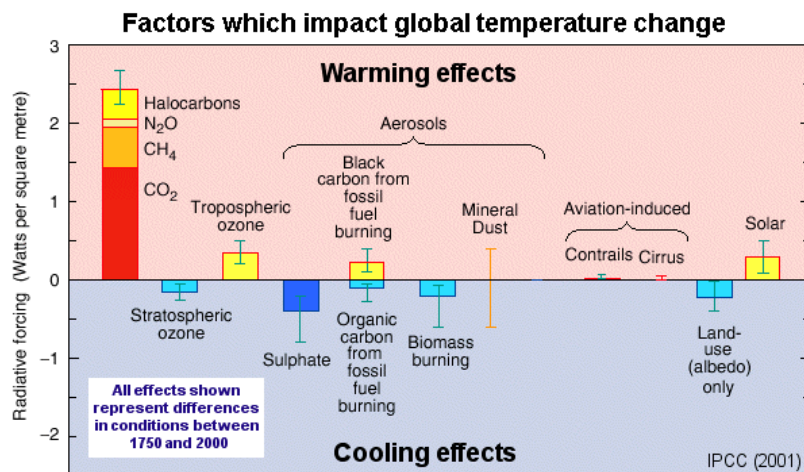 Factors which impact global temperature change
Radiative forcing (Watts per square metre)
3
2
1
0
−1
−2
Warming effects
Halocarbons
N₂O
CH₄
CO₂
Stratospheric
ozone
Tropospheric
ozone
Aerosols
Sulphate
Black
carbon from
fossil
fuel
burning
Organic
carbon from
fossil
fuel
burning
Biomass
burning
Mineral
Dust
Aviation-induced
Contrails Cirrus
Land-
use
(albedo)
only
Solar
All effects shown
represent differences
in conditions between
1750 and 2000
Cooling effects
IPCC (2001)